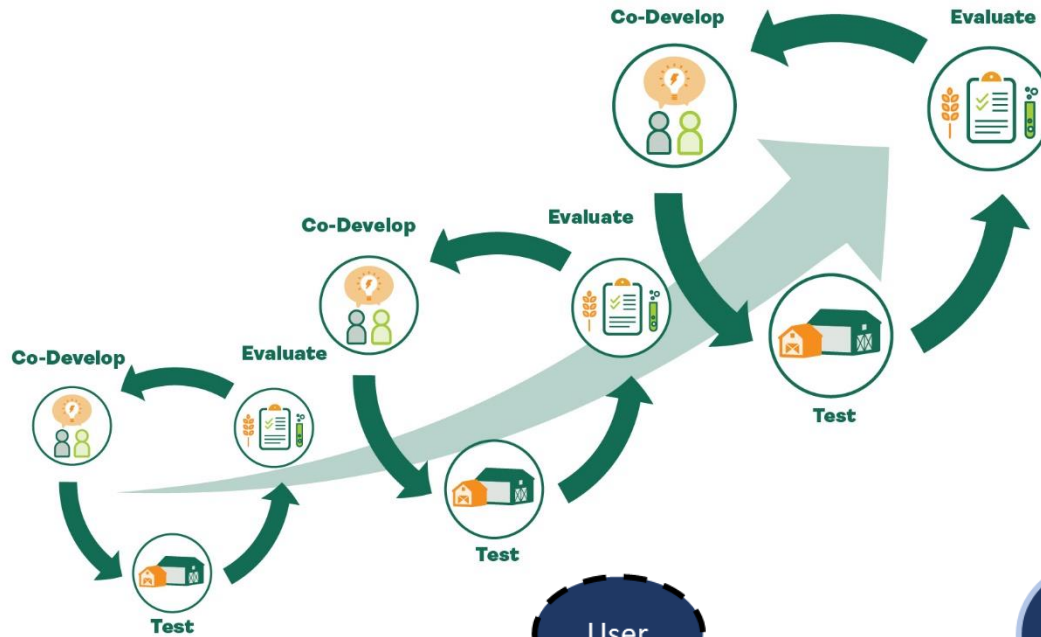 Co-Develop
Evaluate
Co-Develop
Evaluate
Co-Develop
Evaluate
Test
Test
Test
User